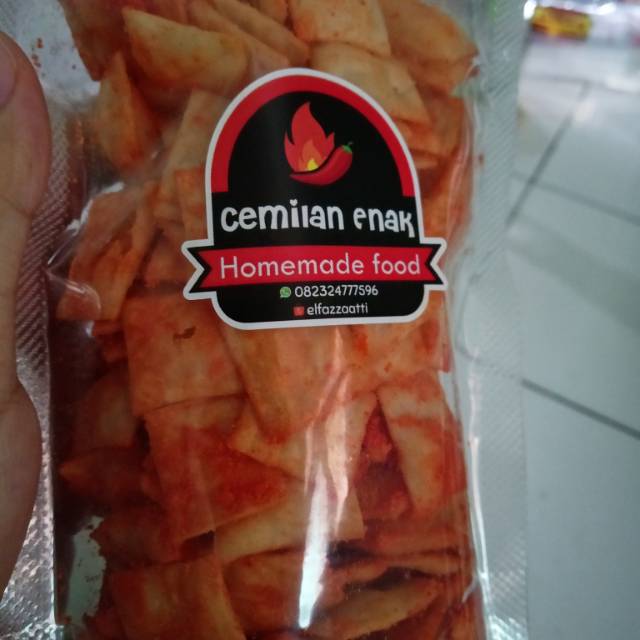 cemilan enak
Homemade food
082324777596
elfazzaatti